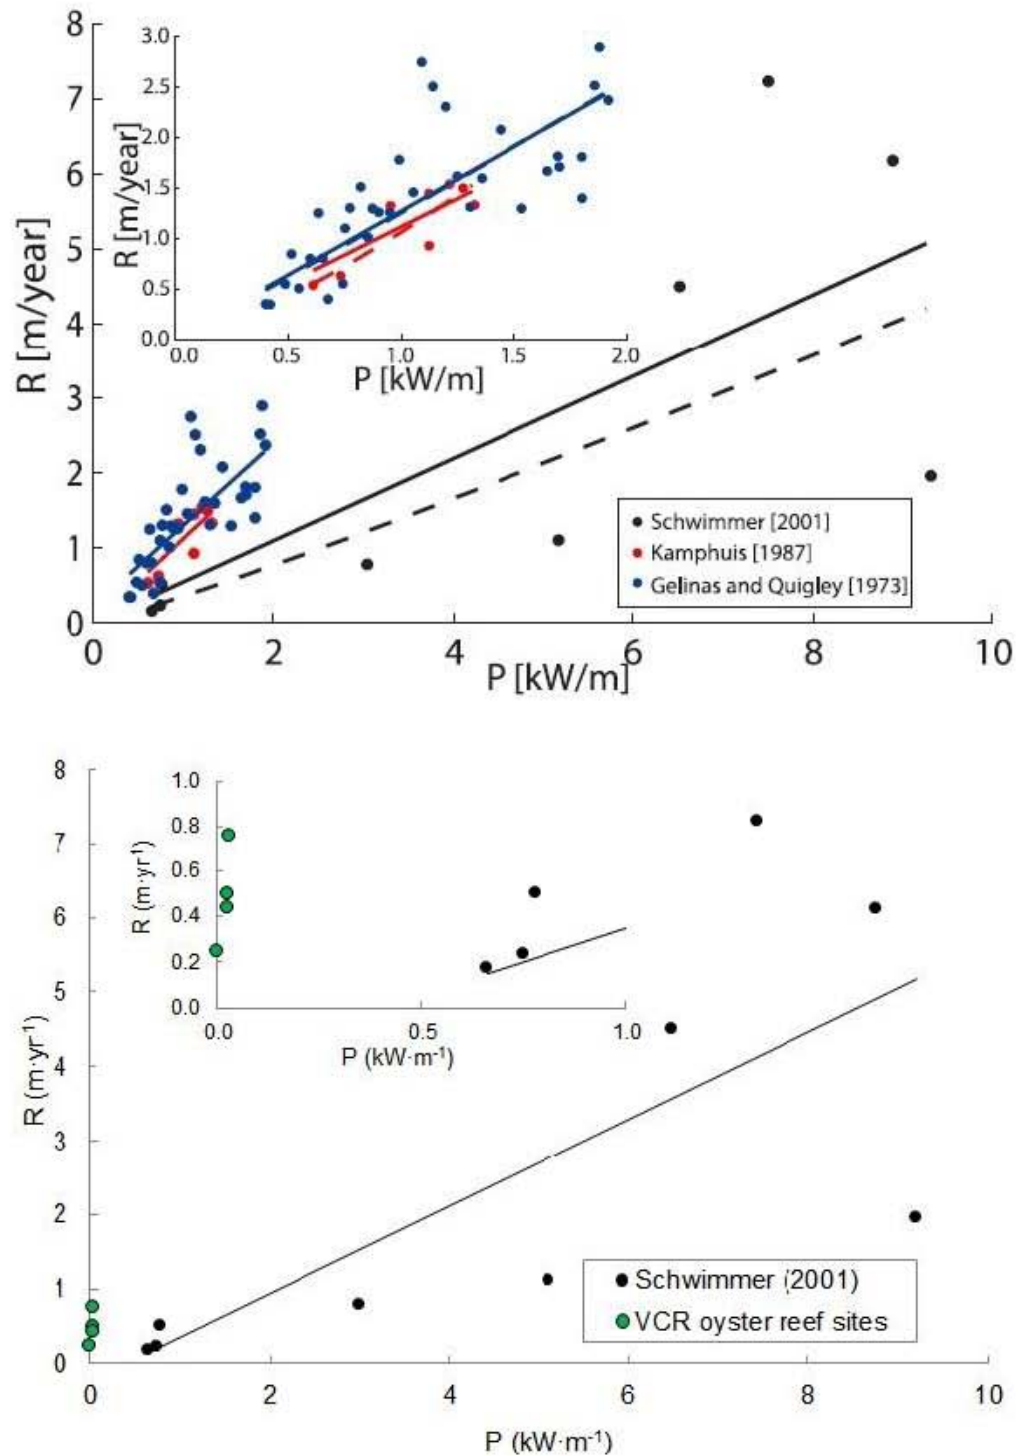 8
7
6
5
4
3
2
1
0
R [m/year]
3.0
2.5
2.0
1.5
1.0
0.5
0.0
R [m/year]
0.0 0.5 1.0 1.5 2.0
P [kW/m]
Schwimmer [2001]
Kamphuis [1987]
Gelinas and Quigley [1973]
0 2 4 6 8 10
P [kW/m]
8
7
6
5
4
3
2
1
0
R (m·yr¹)
1.0
0.8
0.6
0.4
0.2
0.0
R (m·yr¹)
0.0 0.5 1.0
P (kW·m⁻¹)
Schwimmer (2001)
VCR oyster reef sites
0 2 4 6 8 10
P (kW·m⁻¹)